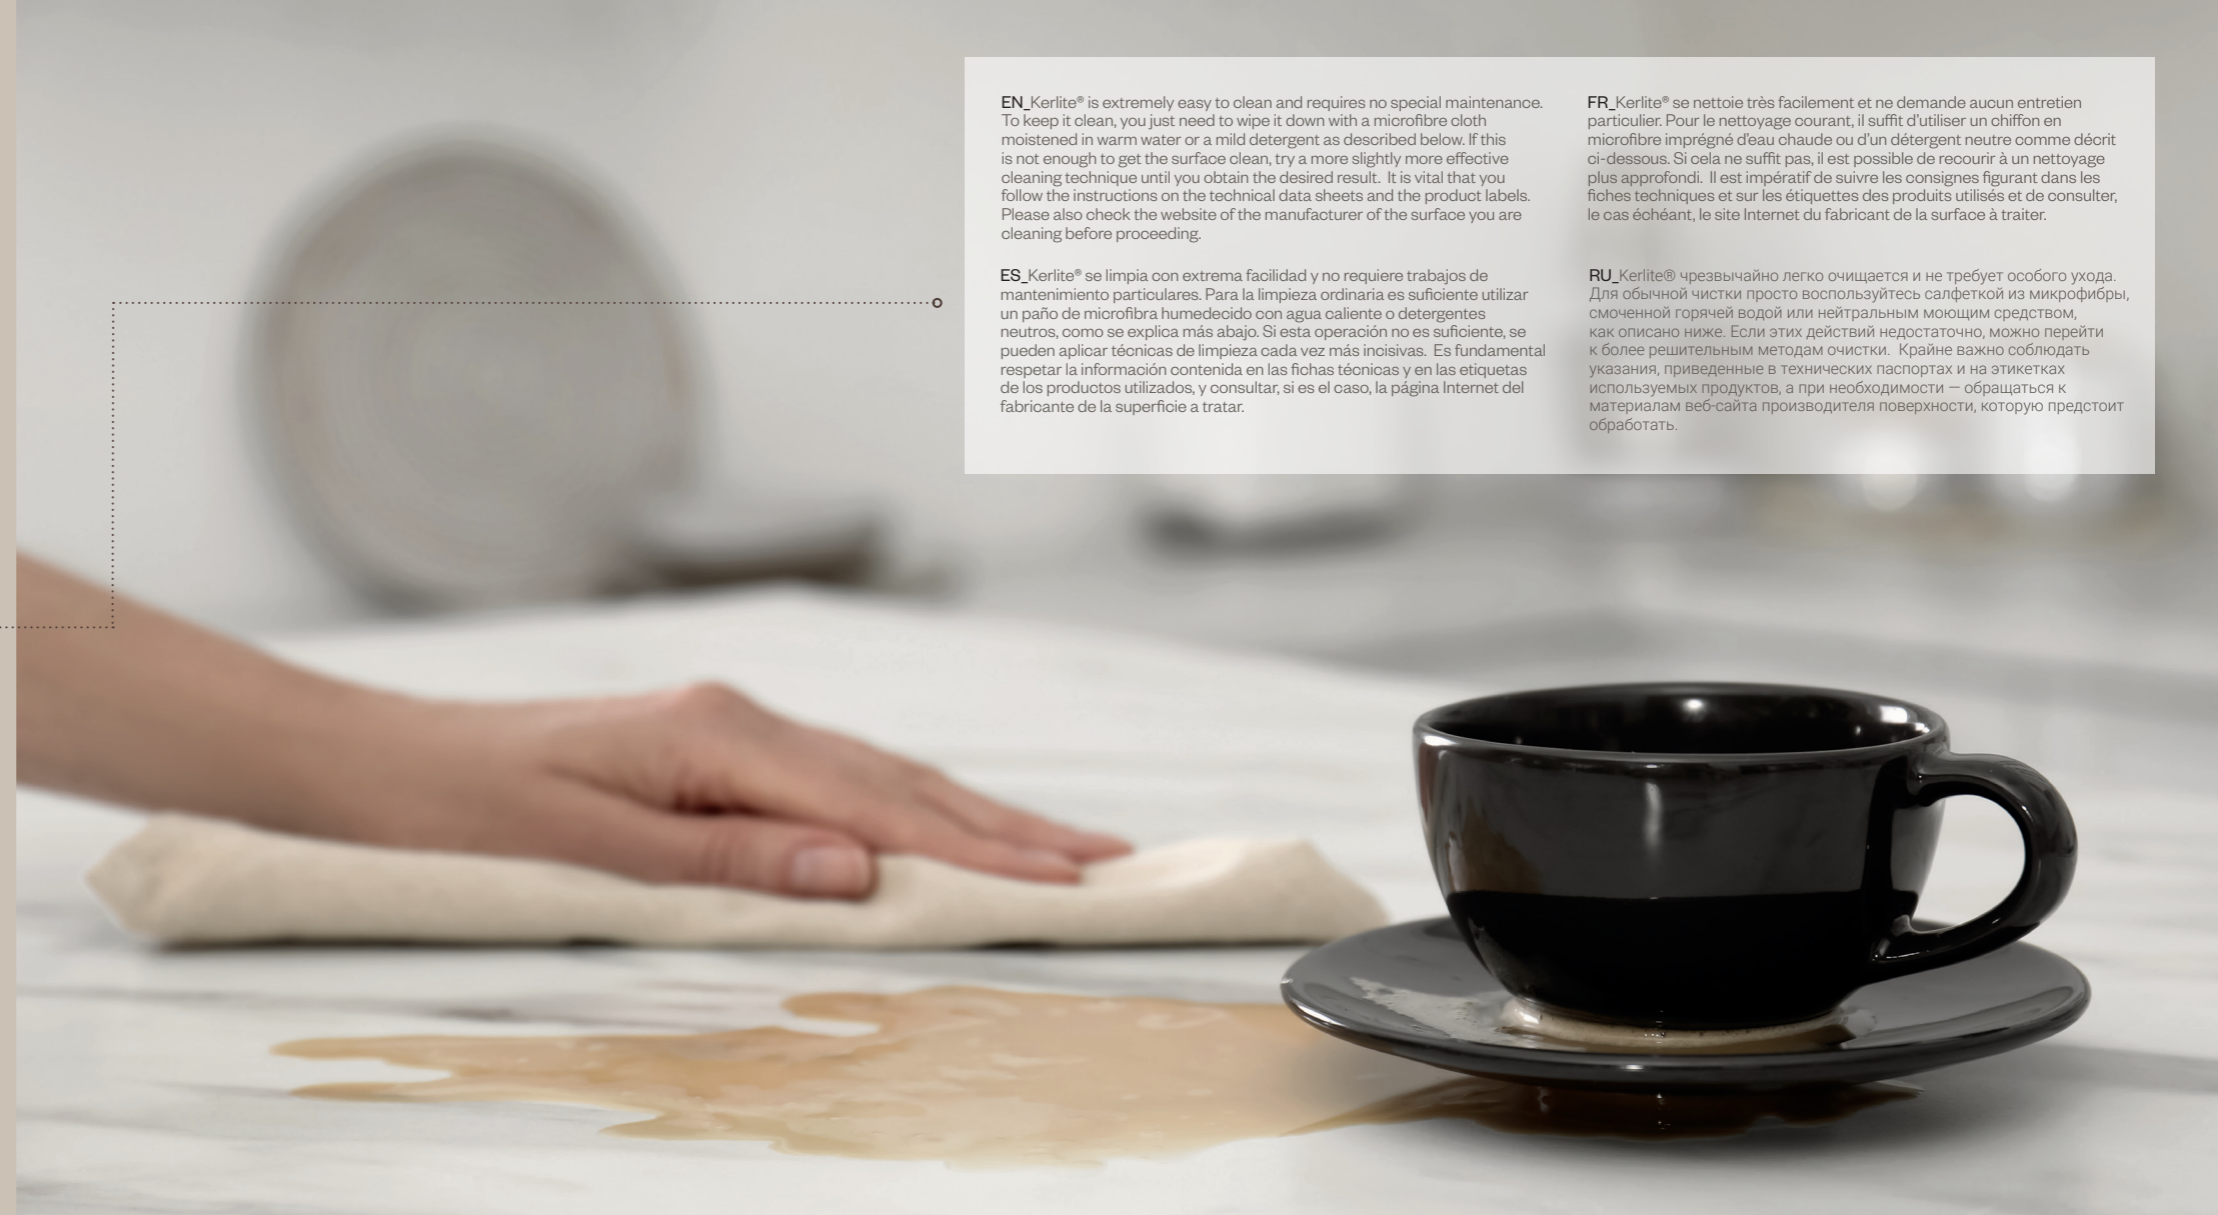 EN_Kerlite® is extremely easy to clean and requires no special maintenance.
To keep it clean, you just need to wipe it down with a microfibre cloth
moistened in warm water or a mild detergent as described below. If this
is not enough to get the surface clean, try a more slightly more effective
cleaning technique until you obtain the desired result.  It is vital that you
follow the instructions on the technical data sheets and the product labels.
Please also check the website of the manufacturer of the surface you are
cleaning before proceeding.
ES_Kerlite® se limpia con extrema facilidad y no requiere trabajos de
mantenimiento particulares. Para la limpieza ordinaria es suficiente utilizar
un paño de microfibra humedecido con agua caliente o detergentes
neutros, como se explica más abajo. Si esta operación no es suficiente, se
pueden aplicar técnicas de limpieza cada vez más incisivas.  Es fundamental
respetar la información contenida en las fichas técnicas y en las etiquetas
de los productos utilizados, y consultar, si es el caso, la página Internet del
fabricante de la superficie a tratar.
FR_Kerlite® se nettoie très facilement et ne demande aucun entretien
particulier. Pour le nettoyage courant, il suffit d'utiliser un chiffon en
microfibre imprégné d'eau chaude ou d'un détergent neutre comme décrit
ci-dessous. Si cela ne suffit pas, il est possible de recourir à un nettoyage
plus approfondi.  Il est impératif de suivre les consignes figurant dans les
fiches techniques et sur les étiquettes des produits utilisés et de consulter,
le cas échéant, le site Internet du fabricant de la surface à traiter.
RU_Kerlite® чрезвычайно легко очищается и не требует особого ухода.
Для обычной чистки просто воспользуйтесь салфеткой из микрофибры,
смоченной горячей водой или нейтральным моющим средством,
как описано ниже. Если этих действий недостаточно, можно перейти
к более решительным методам очистки.  Крайне важно соблюдать
указания, приведенные в технических паспортах и на этикетках
используемых продуктов, а при необходимости — обращаться к
материалам веб-сайта производителя поверхности, которую предстоит
обработать.